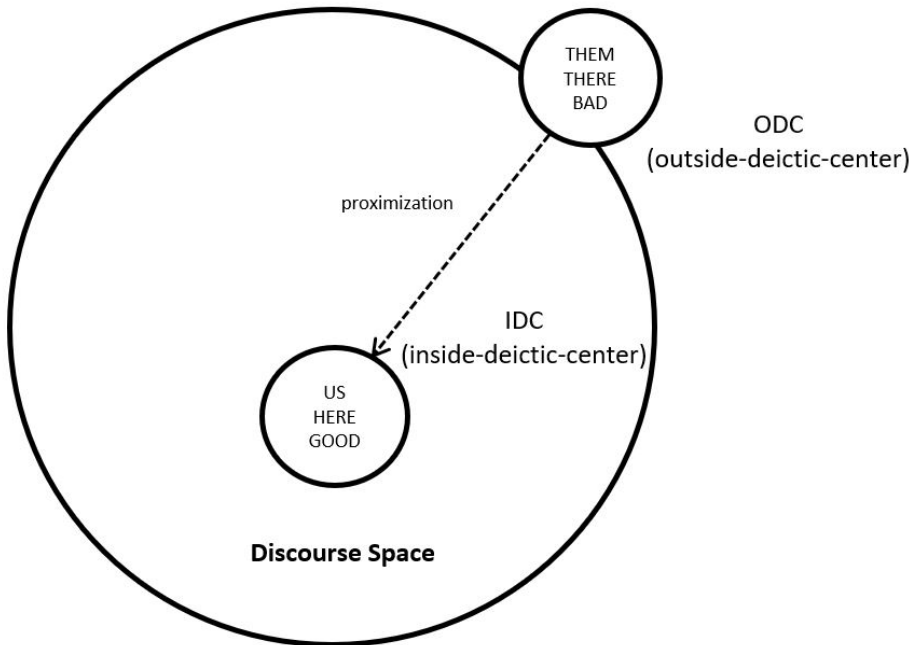 THEM
THERE
BAD
ODC
(outside-deictic-center)
proximization
IDC
(inside-deictic-center)
US
HERE
GOOD
Discourse Space